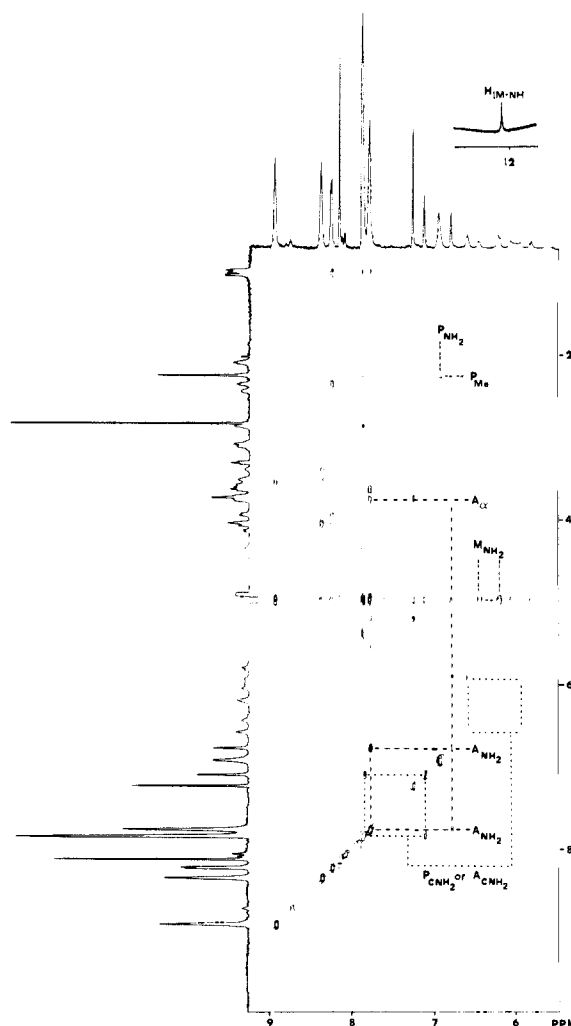 H IM-NH
12
P NH2
2
P Me
Aα
4
M NH2
6
A NH2
A NH2
8
P CNH2 or A CNH2
9 8 7 6 PPM